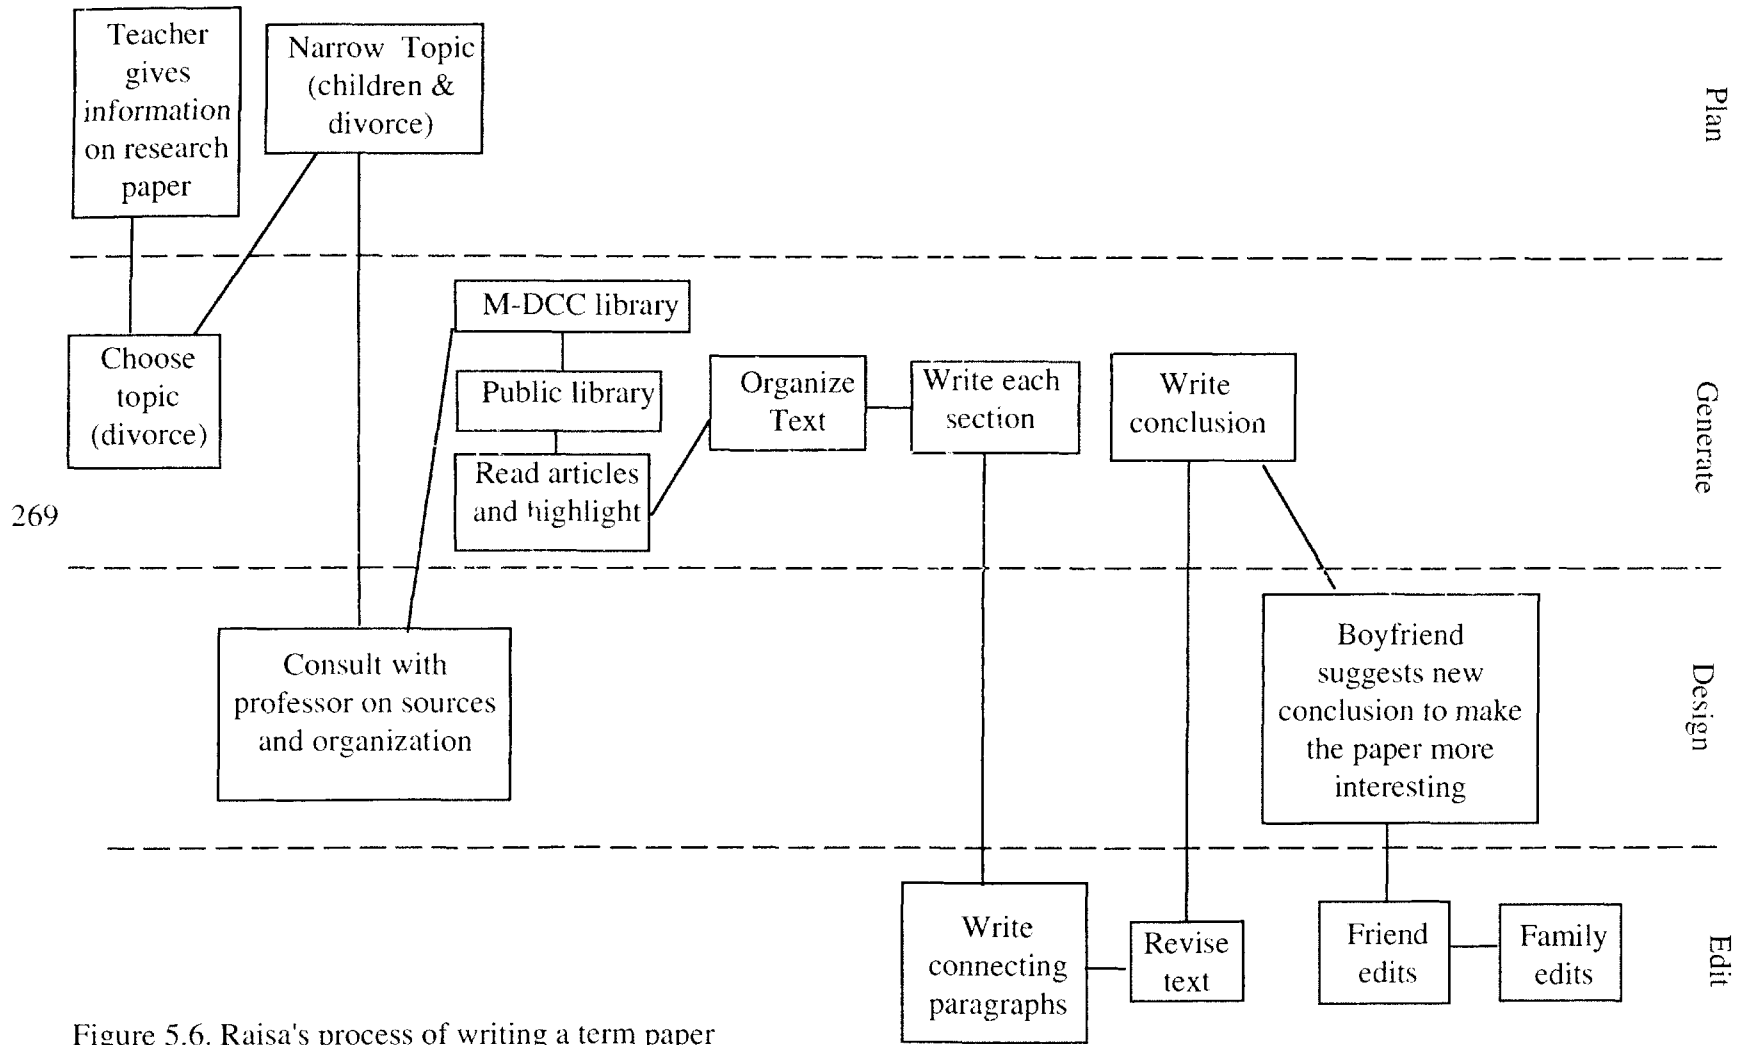 Teacher
gives
information
on research
paper
Narrow Topic
(children &
divorce)
Plan
Choose
topic
(divorce)
M-DCC library
Public library
Read articles
and highlight
Organize
Text
Write each
section
Write
conclusion
Generate
269
Consult with
professor on sources
and organization
Boyfriend
suggests new
conclusion to make
the paper more
interesting
Design
Write
connecting
paragraphs
Revise
text
Friend
edits
Family
edits
Edit
Figure 5.6. Raisa's process of writing a term paper